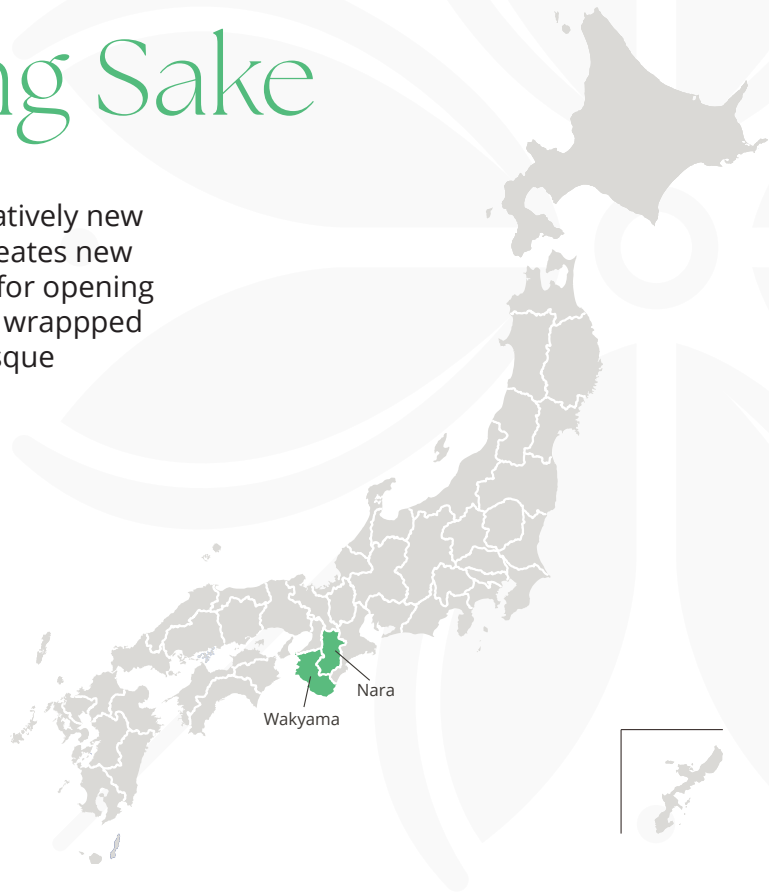 ng Sake
atively new
eates new
for opening
wrappped
sque
Nara
Wakyama